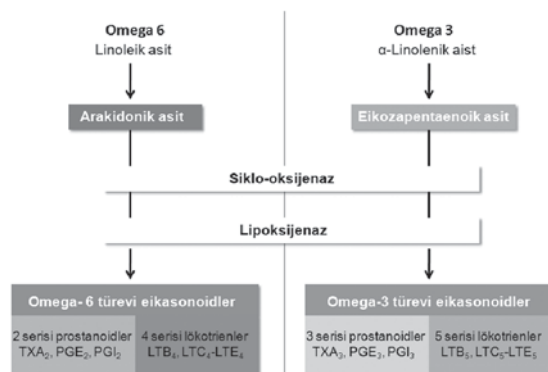 Omega 6
Linoleik asit
Arakidonik asit
Omega 3
α-Linolenik aist
Eikozapentaenoik asit
Siklo-oksijenaz
Lipoksijenaz
Omega- 6 türevi eikasonoidler
2 serisi prostanoidler
TXA₂, PGE₂, PGI₂
4 serisi lökotrienler
LTB₄, LTC₄-LTE₄
Omega-3 türevi eikasonoidler
3 serisi prostanoidler
TXA₃, PGE₃, PGI₃
5 serisi lökotrienler
LTB₅, LTC₅-LTE₅